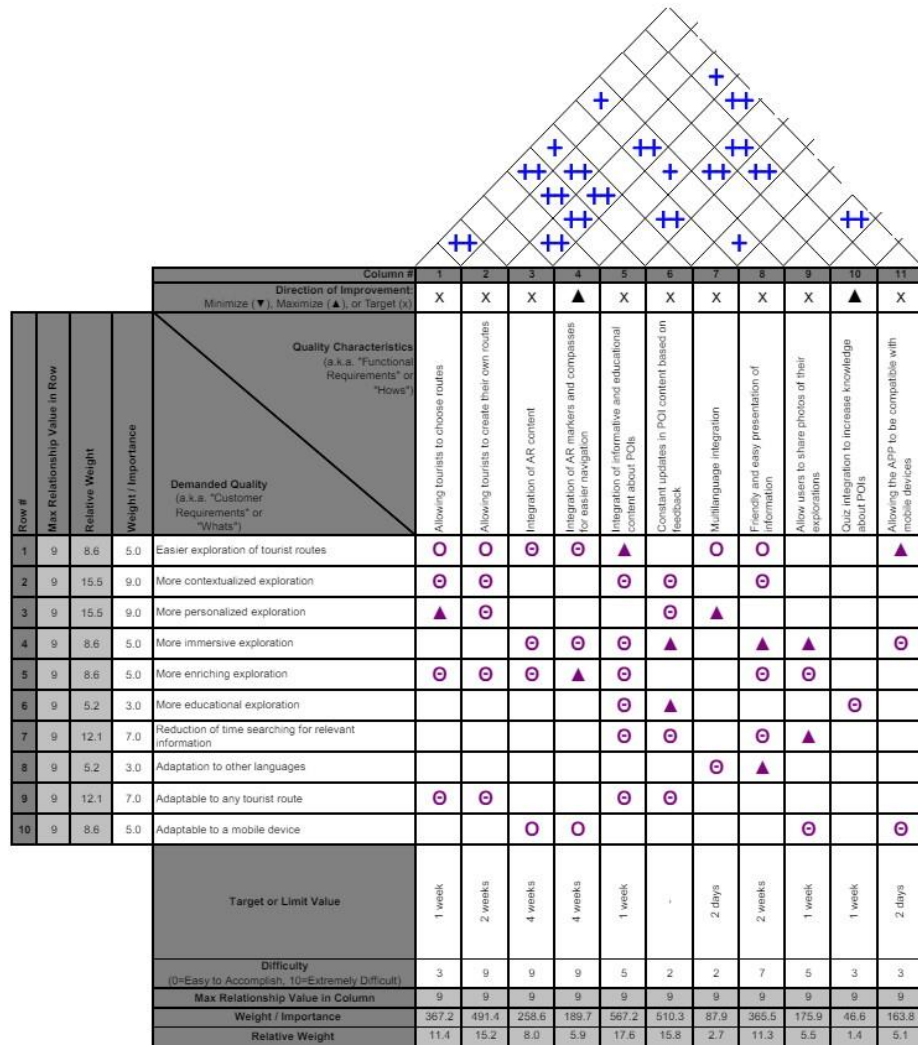 +
+ ++
+ ++ ++
++ ++ + ++ ++
++ ++
++ ++ ++
++ ++ +
Column # 1 2 3 4 5 6 7 8 9 10 11
Direction of Improvement:
Minimize (▼), Maximize (▲), or Target (x) X X X ▲ X X X X X ▲ X
Row #
Max Relationship Value in Row
Relative Weight
Weight / Importance
Quality Characteristics
(a.k.a. "Functional
Requirements" or
"Hows")
Demanded Quality
(a.k.a. "Customer
Requirements" or
"Whats")
Allowing tourists to choose routes
Allowing tourists to create their own routes
Integration of AR content
Integration of AR markers and compasses
for easier navigation
Integration of informative and educational
content about POIs
Constant updates in POI content based on
feedback
Multilanguage integration
Friendly and easy presentation of
information
Allow users to share photos of their
explorations
Quiz integration to increase knowledge
about POIs
Allowing the APP to be compatible with
mobile devices
1 9 8.6 5.0 Easier exploration of tourist routes Ο Ο Θ Θ ▲ Ο Ο ▲
2 9 15.5 9.0 More contextualized exploration Θ Θ Θ Θ Θ
3 9 15.5 9.0 More personalized exploration ▲ Θ Θ ▲
4 9 8.6 5.0 More immersive exploration Θ Θ Θ ▲ ▲ ▲ Θ
5 9 8.6 5.0 More enriching exploration Θ Θ Θ ▲ Θ Θ Θ
6 9 5.2 3.0 More educational exploration Θ ▲ Θ
7 9 12.1 7.0 Reduction of time searching for relevant
information Θ Θ Θ ▲
8 9 5.2 3.0 Adaptation to other languages Θ ▲
9 9 12.1 7.0 Adaptable to any tourist route Θ Θ Θ Θ
10 9 8.6 5.0 Adaptable to a mobile device Ο Ο Θ Θ
Target or Limit Value 1 week 2 weeks 4 weeks 4 weeks 1 week - 2 days 2 weeks 1 week 1 week 2 days
Difficulty
(0=Easy to Accomplish, 10=Extremely Difficult) 3 9 9 9 5 2 2 7 5 3 3
Max Relationship Value in Column 9 9 9 9 9 9 9 9 9 9 9
Weight / Importance 367.2 491.4 258.6 189.7 567.2 510.3 87.9 365.5 175.9 46.6 163.8
Relative Weight 11.4 15.2 8.0 5.9 17.6 15.8 2.7 11.3 5.5 1.4 5.1